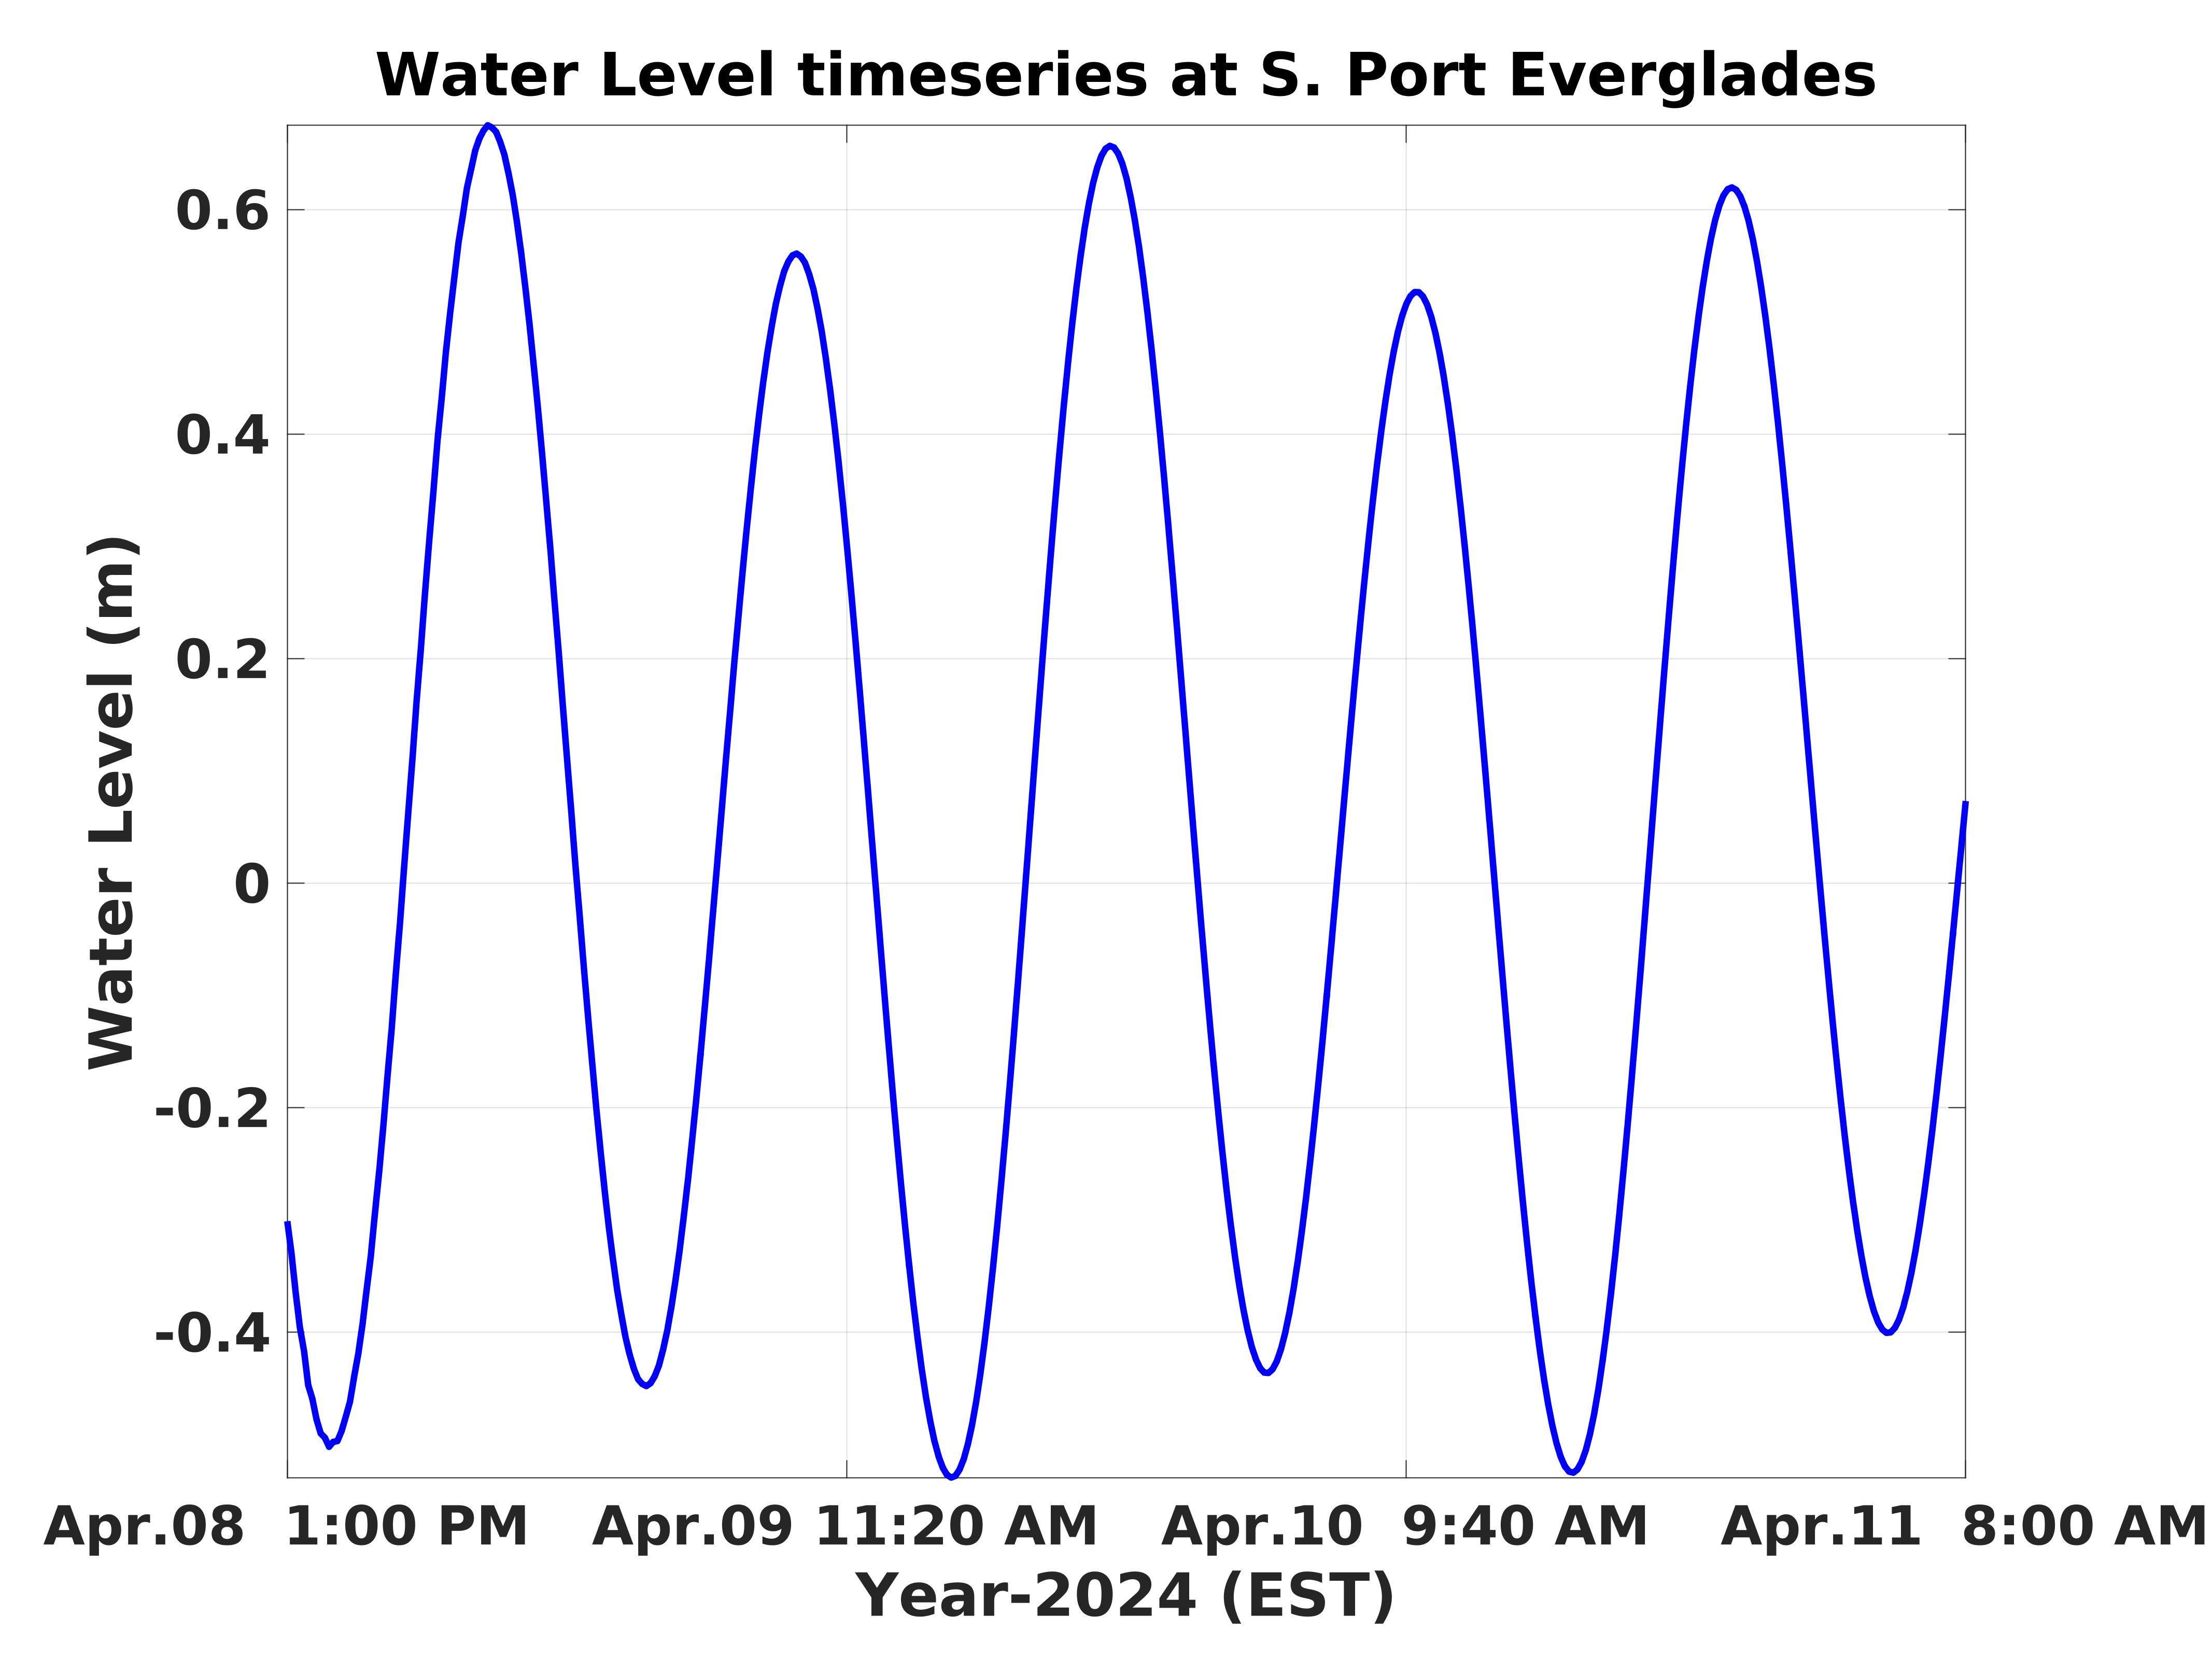 Water Level timeseries at S. Port Everglades
0.6
0.4
0.2
0
-0.2
-0.4
Water Level (m)
Apr.08 1:00 PM Apr.09 11:20 AM Apr.10 9:40 AM Apr.11 8:00 AM
Year-2024 (EST)